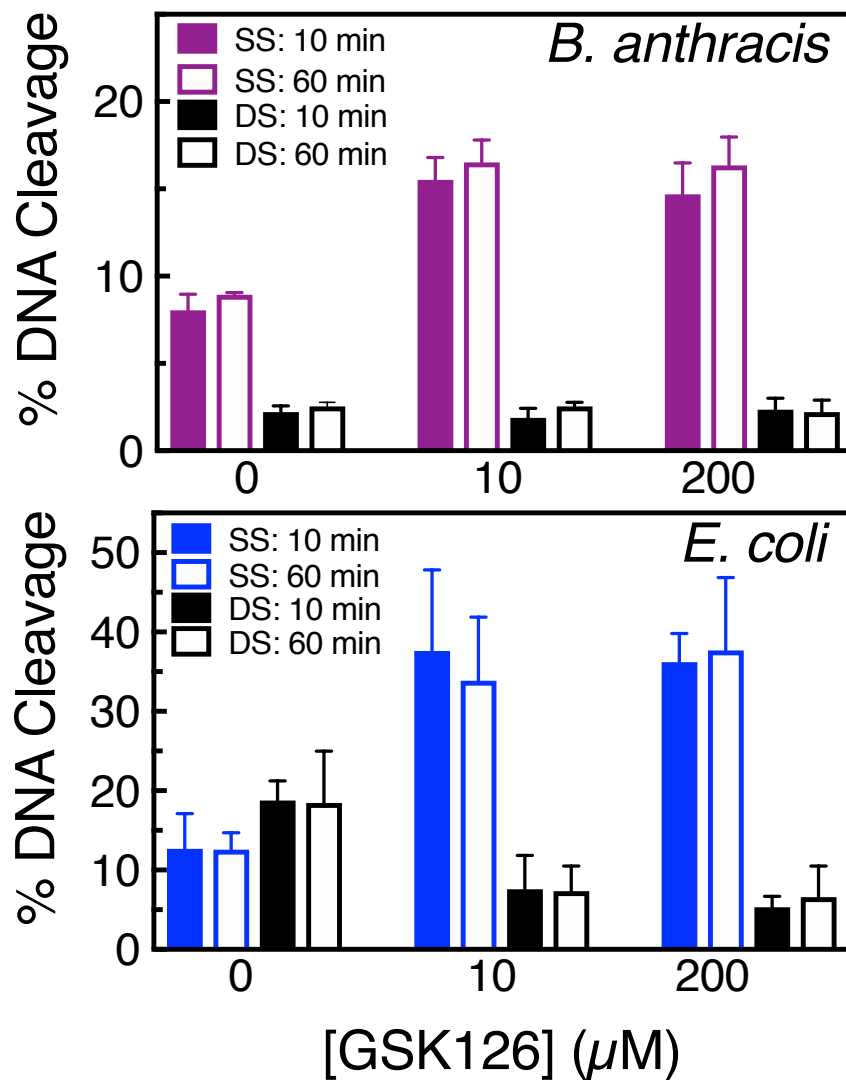 B. anthracis
SS: 10 min
SS: 60 min
DS: 10 min
DS: 60 min
% DNA Cleavage
20
10
0
0 10 200
E. coli
SS: 10 min
SS: 60 min
DS: 10 min
DS: 60 min
% DNA Cleavage
50
40
30
20
10
0
0 10 200
[GSK126] (µM)